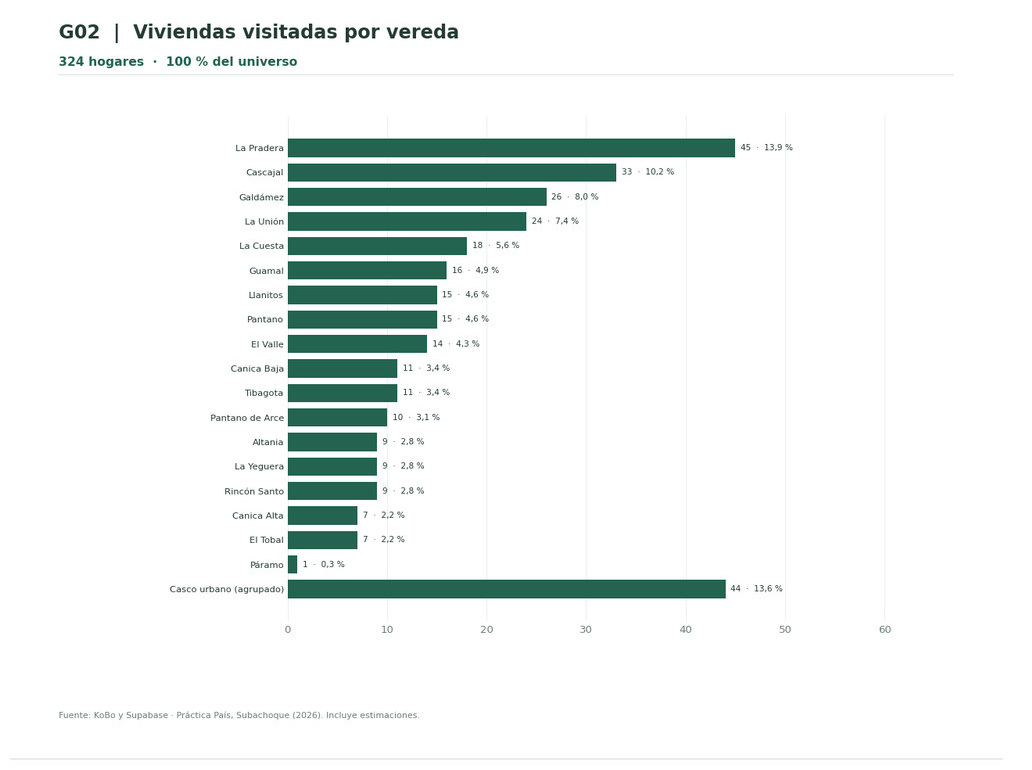 G02 | Viviendas visitadas por vereda
324 hogares · 100 % del universo
La Pradera 45 · 13,9 %
Cascajal 33 · 10,2 %
Galdámez 26 · 8,0 %
La Unión 24 · 7,4 %
La Cuesta 18 · 5,6 %
Guamal 16 · 4,9 %
Llanitos 15 · 4,6 %
Pantano 15 · 4,6 %
El Valle 14 · 4,3 %
Canica Baja 11 · 3,4 %
Tibagota 11 · 3,4 %
Pantano de Arce 10 · 3,1 %
Altania 9 · 2,8 %
La Yeguera 9 · 2,8 %
Rincón Santo 9 · 2,8 %
Canica Alta 7 · 2,2 %
El Tobal 7 · 2,2 %
Páramo 1 · 0,3 %
Casco urbano (agrupado) 44 · 13,6 %
0 10 20 30 40 50 60
Fuente: KoBo y Supabase · Práctica País, Subachoque (2026). Incluye estimaciones.